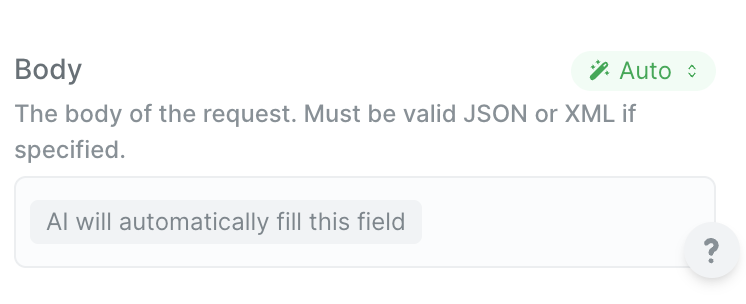 Body
Auto
The body of the request. Must be valid JSON or XML if
specified.
AI will automatically fill this field
?